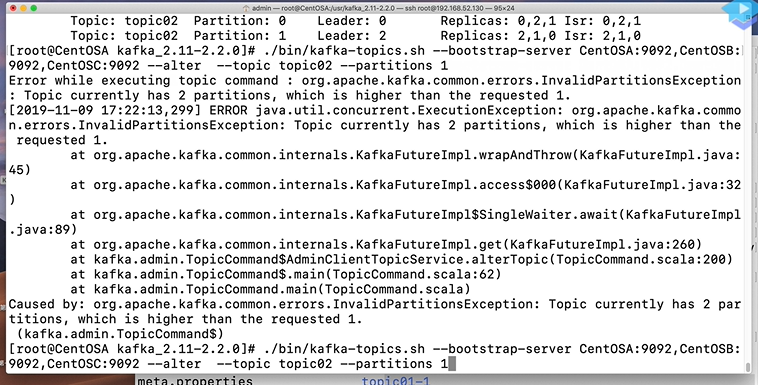 admin — root@CentOSA:/usr/kafka_2.11-2.2.0 — ssh root@192.168.52.130 — 95×24
Topic: topic02 Partition: 0 Leader: 0 Replicas: 0,2,1 Isr: 0,2,1
Topic: topic02 Partition: 1 Leader: 2 Replicas: 2,1,0 Isr: 2,1,0
[root@CentOSA kafka_2.11-2.2.0]# ./bin/kafka-topics.sh --bootstrap-server CentOSA:9092,CentOSB:
9092,CentOSC:9092 --alter --topic topic02 --partitions 1
Error while executing topic command : org.apache.kafka.common.errors.InvalidPartitionsException
: Topic currently has 2 partitions, which is higher than the requested 1.
[2019-11-09 17:22:13,299] ERROR java.util.concurrent.ExecutionException: org.apache.kafka.commo
n.errors.InvalidPartitionsException: Topic currently has 2 partitions, which is higher than the
requested 1.
at org.apache.kafka.common.internals.KafkaFutureImpl.wrapAndThrow(KafkaFutureImpl.java:
45)
at org.apache.kafka.common.internals.KafkaFutureImpl.access$000(KafkaFutureImpl.java:32
)
at org.apache.kafka.common.internals.KafkaFutureImpl$SingleWaiter.await(KafkaFutureImpl
.java:89)
at org.apache.kafka.common.internals.KafkaFutureImpl.get(KafkaFutureImpl.java:260)
at kafka.admin.TopicCommand$AdminClientTopicService.alterTopic(TopicCommand.scala:200)
at kafka.admin.TopicCommand$.main(TopicCommand.scala:62)
at kafka.admin.TopicCommand.main(TopicCommand.scala)
Caused by: org.apache.kafka.common.errors.InvalidPartitionsException: Topic currently has 2 par
titions, which is higher than the requested 1.
(kafka.admin.TopicCommand$)
[root@CentOSA kafka_2.11-2.2.0]# ./bin/kafka-topics.sh --bootstrap-server CentOSA:9092,CentOSB:
9092,CentOSC:9092 --alter --topic topic02 --partitions 1
meta.properties topic01-1